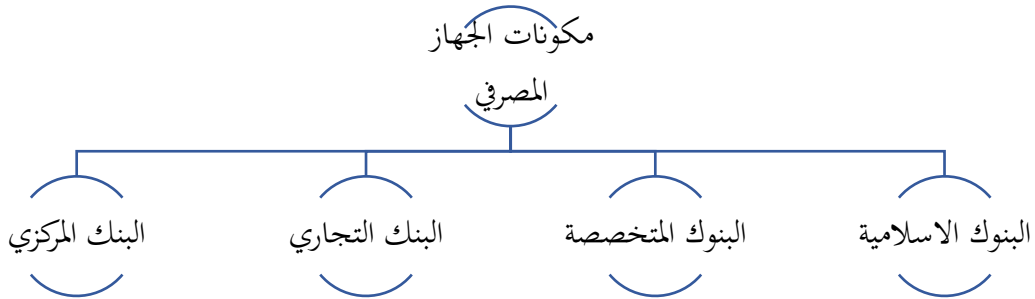 مكونات الجهاز
المصرفي
البنوك الاسلامية
البنوك المتخصصة
البنك التجاري
البنك المركزي